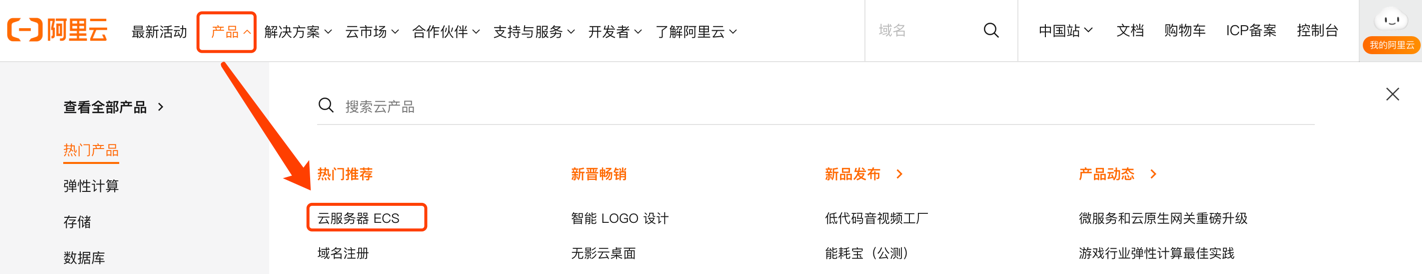 阿里云 最新活动 产品 解决方案 云市场 合作伙伴 支持与服务 开发者 了解阿里云 域名 中国站 文档 购物车 ICP备案 控制台 我的阿里云
查看全部产品 搜索云产品
热门产品
弹性计算
存储
数据库
热门推荐 新晋畅销 新品发布 产品动态
云服务器 ECS 智能 LOGO 设计 低代码音视频工厂 微服务和云原生网关重磅升级
域名注册 无影云桌面 能耗宝（公测） 游戏行业弹性计算最佳实践